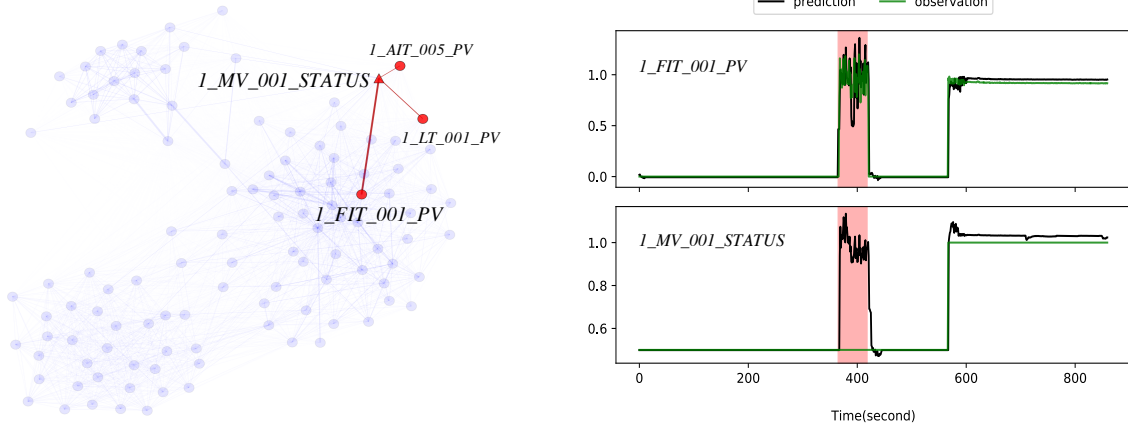 1_AIT_005_PV
1_MV_001_STATUS
1_LT_001_PV
1_FIT_001_PV
prediction observation
1_FIT_001_PV
1.0
0.5
0.0
1_MV_001_STATUS
1.0
0.8
0.6
0 200 400 600 800
Time(second)